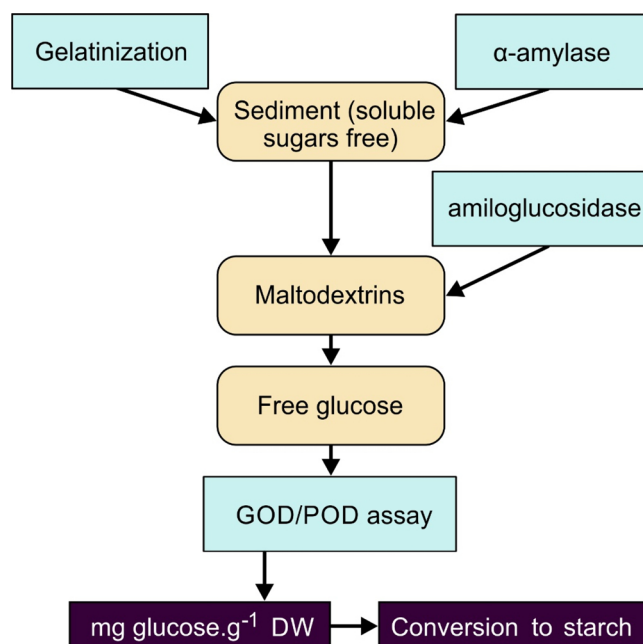 Gelatinization
α-amylase
Sediment (soluble
sugars free)
amiloglucosidase
Maltodextrins
Free glucose
GOD/POD assay
mg glucose.g⁻¹ DW
Conversion to starch